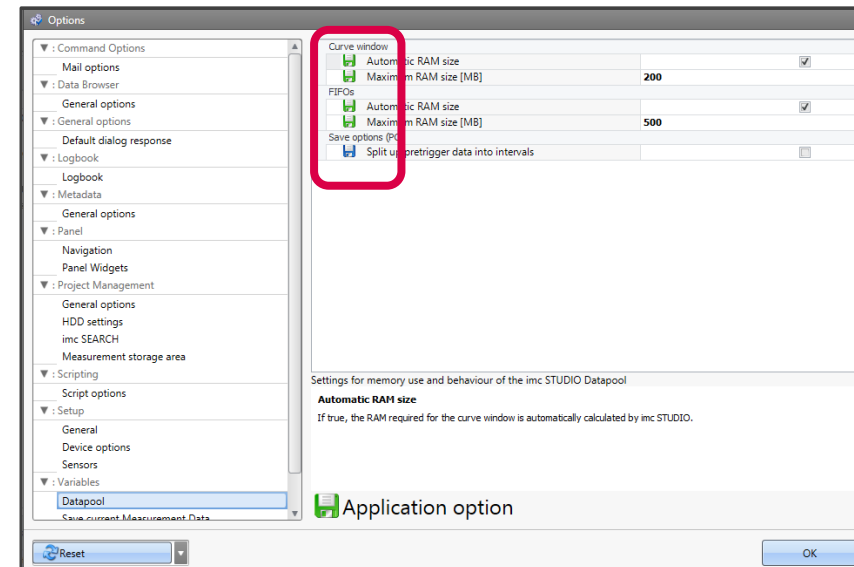 Options
▼ : Command Options
Mail options
▼ : Data Browser
General options
▼ : General options
Default dialog response
▼ : Logbook
Logbook
▼ : Metadata
General options
▼ : Panel
Navigation
Panel Widgets
▼ : Project Management
General options
HDD settings
imc SEARCH
Measurement storage area
▼ : Scripting
Script options
▼ : Setup
General
Device options
Sensors
▼ : Variables
Datapool
Save current Measurement Data
Curve window
Automatic RAM size
Maximum RAM size [MB] 200
FIFOs
Automatic RAM size
Maximum RAM size [MB] 500
Save options (PC)
Split up pretrigger data into intervals
Settings for memory use and behaviour of the imc STUDIO Datapool
Automatic RAM size
If true, the RAM required for the curve window is automatically calculated by imc STUDIO.
Application option
Reset
OK